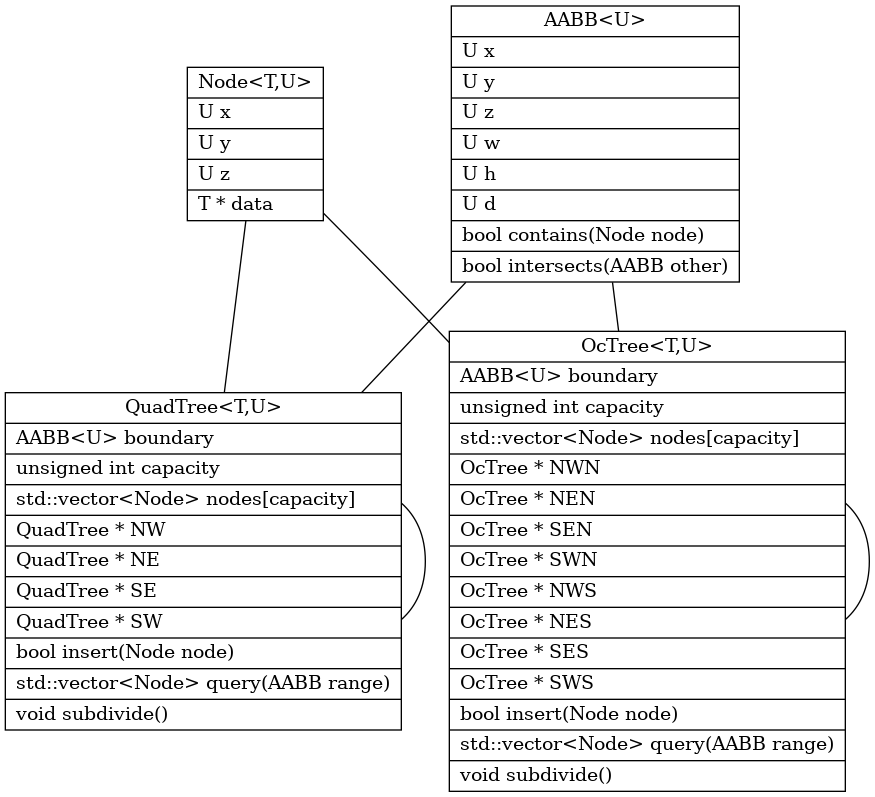 Node<T,U>
U x
U y
U z
T * data
AABB<U>
U x
U y
U z
U w
U h
U d
bool contains(Node node)
bool intersects(AABB other)
QuadTree<T,U>
AABB<U> boundary
unsigned int capacity
std::vector<Node> nodes[capacity]
QuadTree * NW
QuadTree * NE
QuadTree * SE
QuadTree * SW
bool insert(Node node)
std::vector<Node> query(AABB range)
void subdivide()
OcTree<T,U>
AABB<U> boundary
unsigned int capacity
std::vector<Node> nodes[capacity]
OcTree * NWN
OcTree * NEN
OcTree * SEN
OcTree * SWN
OcTree * NWS
OcTree * NES
OcTree * SES
OcTree * SWS
bool insert(Node node)
std::vector<Node> query(AABB range)
void subdivide()